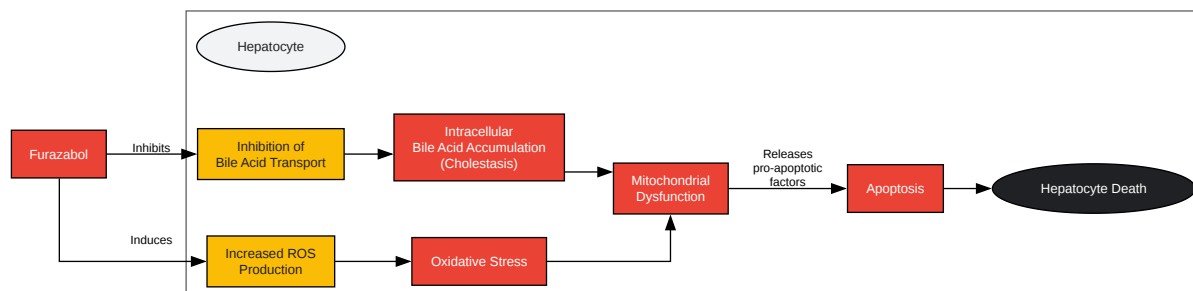 Hepatocyte
Furazabol
Inhibits
Inhibition of
Bile Acid Transport
Intracellular
Bile Acid Accumulation
(Cholestasis)
Mitochondrial
Dysfunction
Releases
pro-apoptotic
factors
Apoptosis
Hepatocyte Death
Induces
Increased ROS
Production
Oxidative Stress